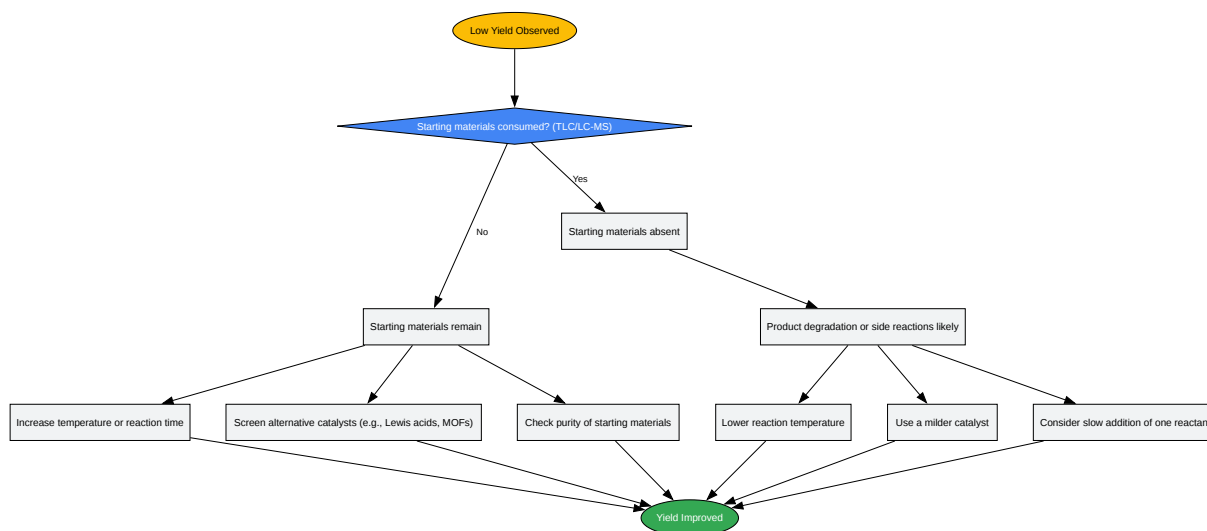 Low Yield Observed
Starting materials consumed? (TLC/LC-MS)
Yes
Starting materials absent
No
Starting materials remain
Product degradation or side reactions likely
Increase temperature or reaction time
Screen alternative catalysts (e.g., Lewis acids, MOFs)
Check purity of starting materials
Lower reaction temperature
Use a milder catalyst
Consider slow addition of one reactan
Yield Improved